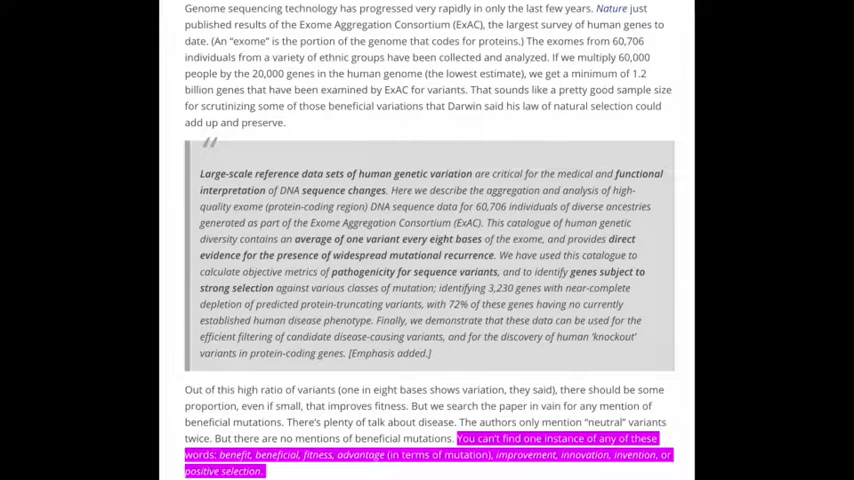 Genome sequencing technology has progressed very rapidly in only the last few years. Nature just
published results of the Exome Aggregation Consortium (ExAC), the largest survey of human genes to
date. (An “exome” is the portion of the genome that codes for proteins.) The exomes from 60,706
individuals from a variety of ethnic groups have been collected and analyzed. If we multiply 60,000
people by the 20,000 genes in the human genome (the lowest estimate), we get a minimum of 1.2
billion genes that have been examined by ExAC for variants. That sounds like a pretty good sample size
for scrutinizing some of those beneficial variations that Darwin said his law of natural selection could
add up and preserve.
“
Large-scale reference data sets of human genetic variation are critical for the medical and functional
interpretation of DNA sequence changes. Here we describe the aggregation and analysis of high-
quality exome (protein-coding region) DNA sequence data for 60,706 individuals of diverse ancestries
generated as part of the Exome Aggregation Consortium (ExAC). This catalogue of human genetic
diversity contains an average of one variant every eight bases of the exome, and provides direct
evidence for the presence of widespread mutational recurrence. We have used this catalogue to
calculate objective metrics of pathogenicity for sequence variants, and to identify genes subject to
strong selection against various classes of mutation; identifying 3,230 genes with near-complete
depletion of predicted protein-truncating variants, with 72% of these genes having no currently
established human disease phenotype. Finally, we demonstrate that these data can be used for the
efficient filtering of candidate disease-causing variants, and for the discovery of human ‘knockout’
variants in protein-coding genes. [Emphasis added.]
Out of this high ratio of variants (one in eight bases shows variation, they said), there should be some
proportion, even if small, that improves fitness. But we search the paper in vain for any mention of
beneficial mutations. There’s plenty of talk about disease. The authors only mention “neutral” variants
twice. But there are no mentions of beneficial mutations. You can’t find one instance of any of these
words: benefit, beneficial, fitness, advantage (in terms of mutation), improvement, innovation, invention, or
positive selection.